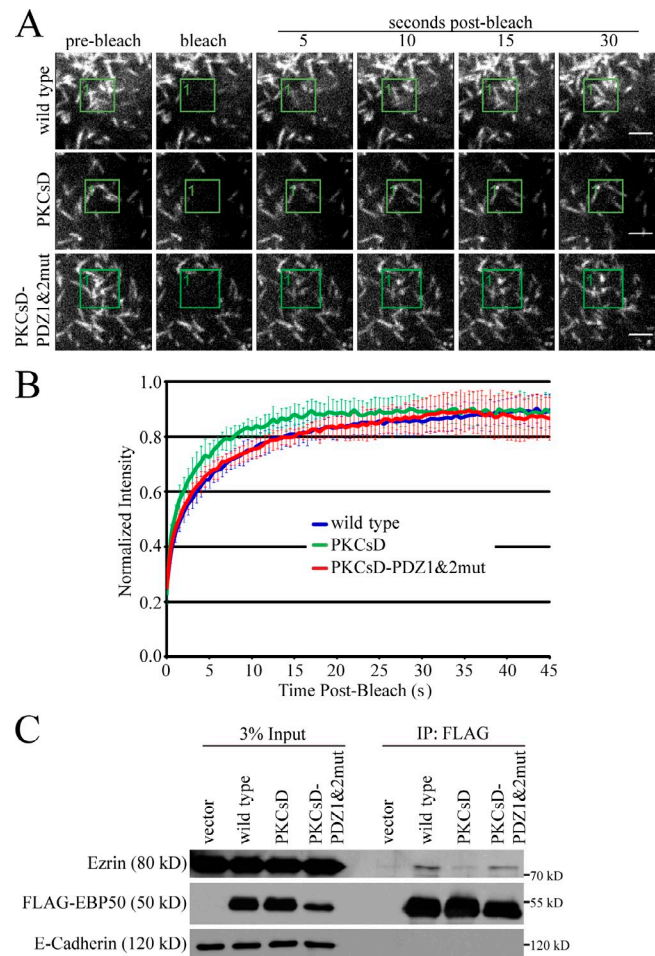 A
seconds post-bleach
pre-bleach bleach 5 10 15 30
wild type
1 1 1 1 1 1
PKCsD
1 1 1 1 1
PKCsD-
PDZ1&2mut
1 1 1 1 1 1
B
1.0
0.8
0.6
0.4
0.2
0.0
Normalized Intensity
wild type
PKCsD
PKCsD-PDZ1&2mut
0 5 10 15 20 25 30 35 40 45
Time Post-Bleach (s)
C
3% Input IP: FLAG
vector
wild type
PKCsD
PKCsD-
PDZ1&2mut
vector
wild type
PKCsD
PKCsD-
PDZ1&2mut
Ezrin (80 kD)
70 kD
FLAG-EBP50 (50 kD)
55 kD
E-Cadherin (120 kD)
120 kD